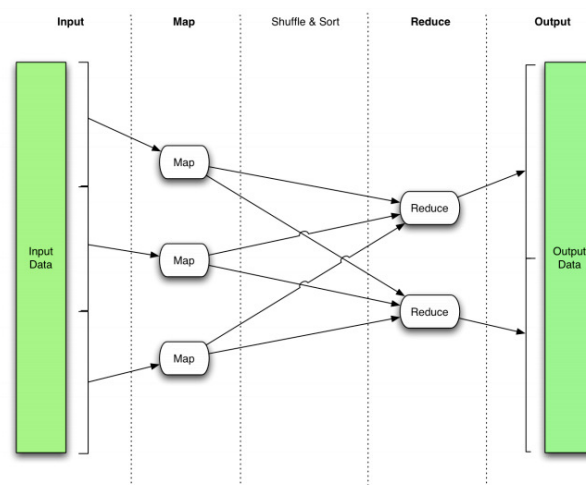 Input
Map
Shuffle & Sort
Reduce
Output
Map
Reduce
Input
Data
Map
Output
Data
Reduce
Map